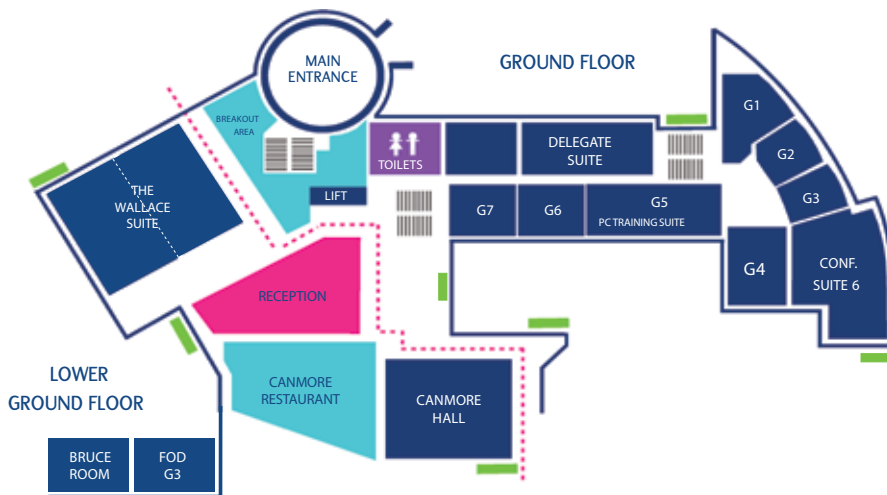 MAIN
ENTRANCE
GROUND FLOOR
BREAKOUT
AREA
TOILETS
DELEGATE
SUITE
G1
G2
G3
THE
WALLACE
SUITE
LIFT
G7
G6
G5
PC TRAINING SUITE
G4
CONF.
SUITE 6
RECEPTION
LOWER
GROUND FLOOR
CANMORE
RESTAURANT
CANMORE
HALL
BRUCE
ROOM
FOD
G3